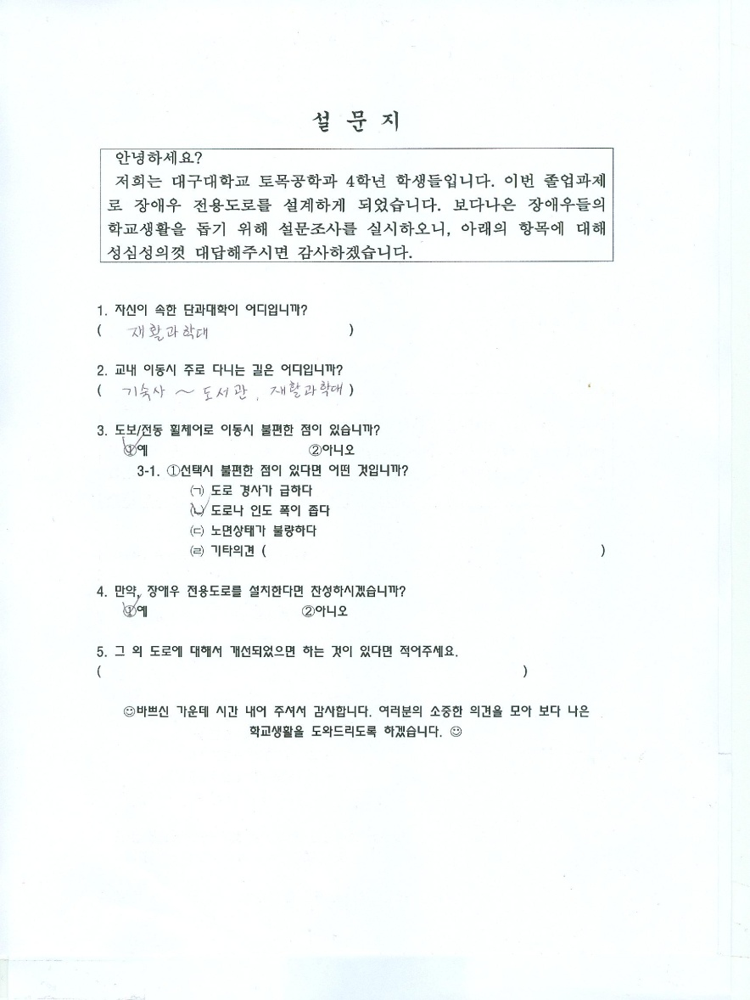 설 문 지
안녕하세요?
저희는 대구대학교 토목공학과 4학년 학생들입니다. 이번 졸업과제
로 장애우 전용도로를 설계하게 되었습니다. 보다나은 장애우들의
학교생활을 돕기 위해 설문조사를 실시하오니, 아래의 항목에 대해
성심성의껏 대답해주시면 감사하겠습니다.
1. 자신이 속한 단과대학이 어디입니까?
( 재활과학대 )
2. 교내 이동시 주로 다니는 길은 어디입니까?
( 기숙사 ~ 도서관, 재활과학대 )
3. 도보/전동 휠체어로 이동시 불편한 점이 있습니까?
①예 ②아니오
3-1. ①선택시 불편한 점이 있다면 어떤 것입니까?
㈀ 도로 경사가 급하다
㈁ 도로나 인도 폭이 좁다
㈂ 노면상태가 불량하다
㈃ 기타의견 ( )
4. 만약, 장애우 전용도로를 설치한다면 찬성하시겠습니까?
①예 ②아니오
5. 그 외 도로에 대해서 개선되었으면 하는 것이 있다면 적어주세요.
( )
☺바쁘신 가운데 시간 내어 주셔서 감사합니다. 여러분의 소중한 의견을 모아 보다 나은
학교생활을 도와드리도록 하겠습니다. ☺